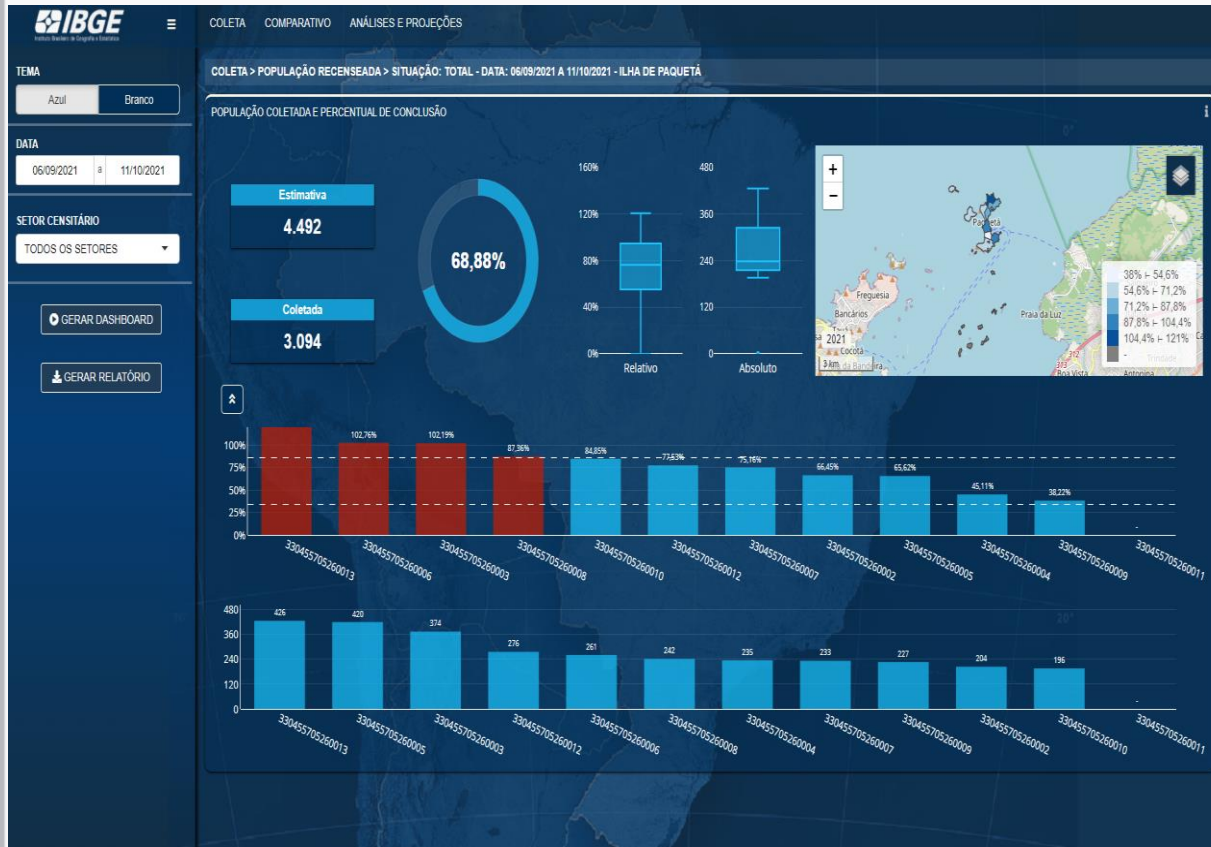 IBGE
Instituto Brasileiro de Geografia e Estatística
COLETA COMPARATIVO ANÁLISES E PROJEÇÕES
COLETA > POPULAÇÃO RECENSEADA > SITUAÇÃO: TOTAL - DATA: 06/09/2021 A 11/10/2021 - ILHA DE PAQUETÁ
TEMA
Azul Branco
DATA
06/09/2021 a 11/10/2021
SETOR CENSITÁRIO
TODOS OS SETORES
GERAR DASHBOARD
GERAR RELATÓRIO
POPULAÇÃO COLETADA E PERCENTUAL DE CONCLUSÃO
i
Estimativa
4.492
Coletada
3.094
68,88%
160%
120%
80%
40%
0%
Relativo
480
360
240
120
0
Absoluto
+
−
Paquetá
Freguesia
Bancários
Cocotá
Praia da Luz
2021
3 km
313
312
Boa Vista
Trindade
Antonina
38% ⊢ 54,6%
54,6% ⊢ 71,2%
71,2% ⊢ 87,8%
87,8% ⊢ 104,4%
104,4% ⊢ 121%
-
100%
75%
50%
25%
0%
102,76% 102,19% 87,36% 84,85% 77,53% 75,16% 66,45% 65,62% 45,11% 38,22% -
330455705260013 330455705260006 330455705260003 330455705260008 330455705260010 330455705260012 330455705260007 330455705260002 330455705260005 330455705260004 330455705260009 330455705260011
480
360
240
120
0
426 420 374 276 261 242 235 233 227 204 196 -
330455705260013 330455705260005 330455705260003 330455705260012 330455705260006 330455705260008 330455705260004 330455705260007 330455705260009 330455705260002 330455705260010 330455705260011